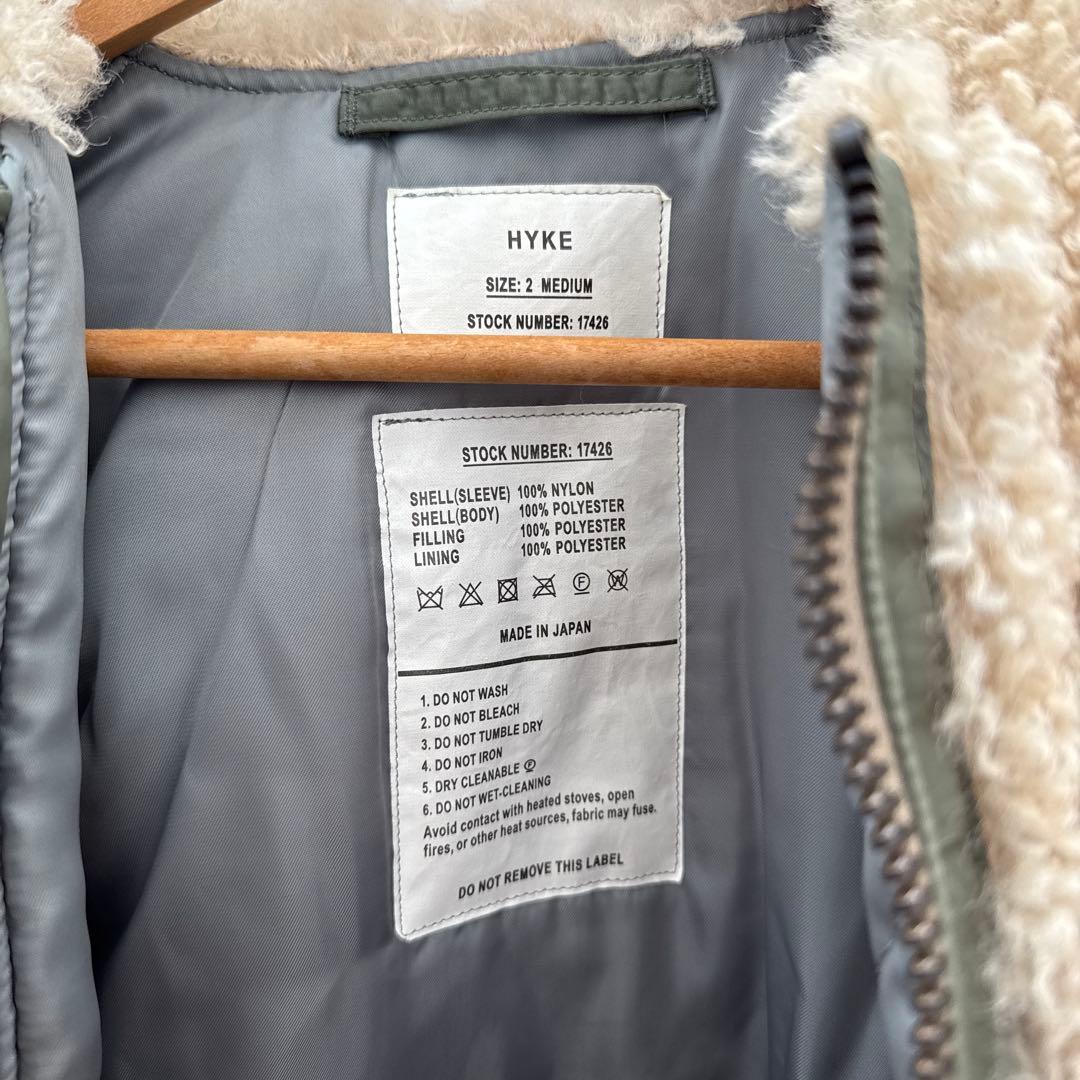 HYKE
SIZE: 2 MEDIUM
STOCK NUMBER: 17426
STOCK NUMBER: 17426
SHELL(SLEEVE) 100% NYLON
SHELL(BODY) 100% POLYESTER
FILLING 100% POLYESTER
LINING 100% POLYESTER
F W
MADE IN JAPAN
1. DO NOT WASH
2. DO NOT BLEACH
3. DO NOT TUMBLE DRY
4. DO NOT IRON
5. DRY CLEANABLE Ⓕ
6. DO NOT WET-CLEANING
Avoid contact with heated stoves, open
fires, or other heat sources, fabric may fuse.
DO NOT REMOVE THIS LABEL